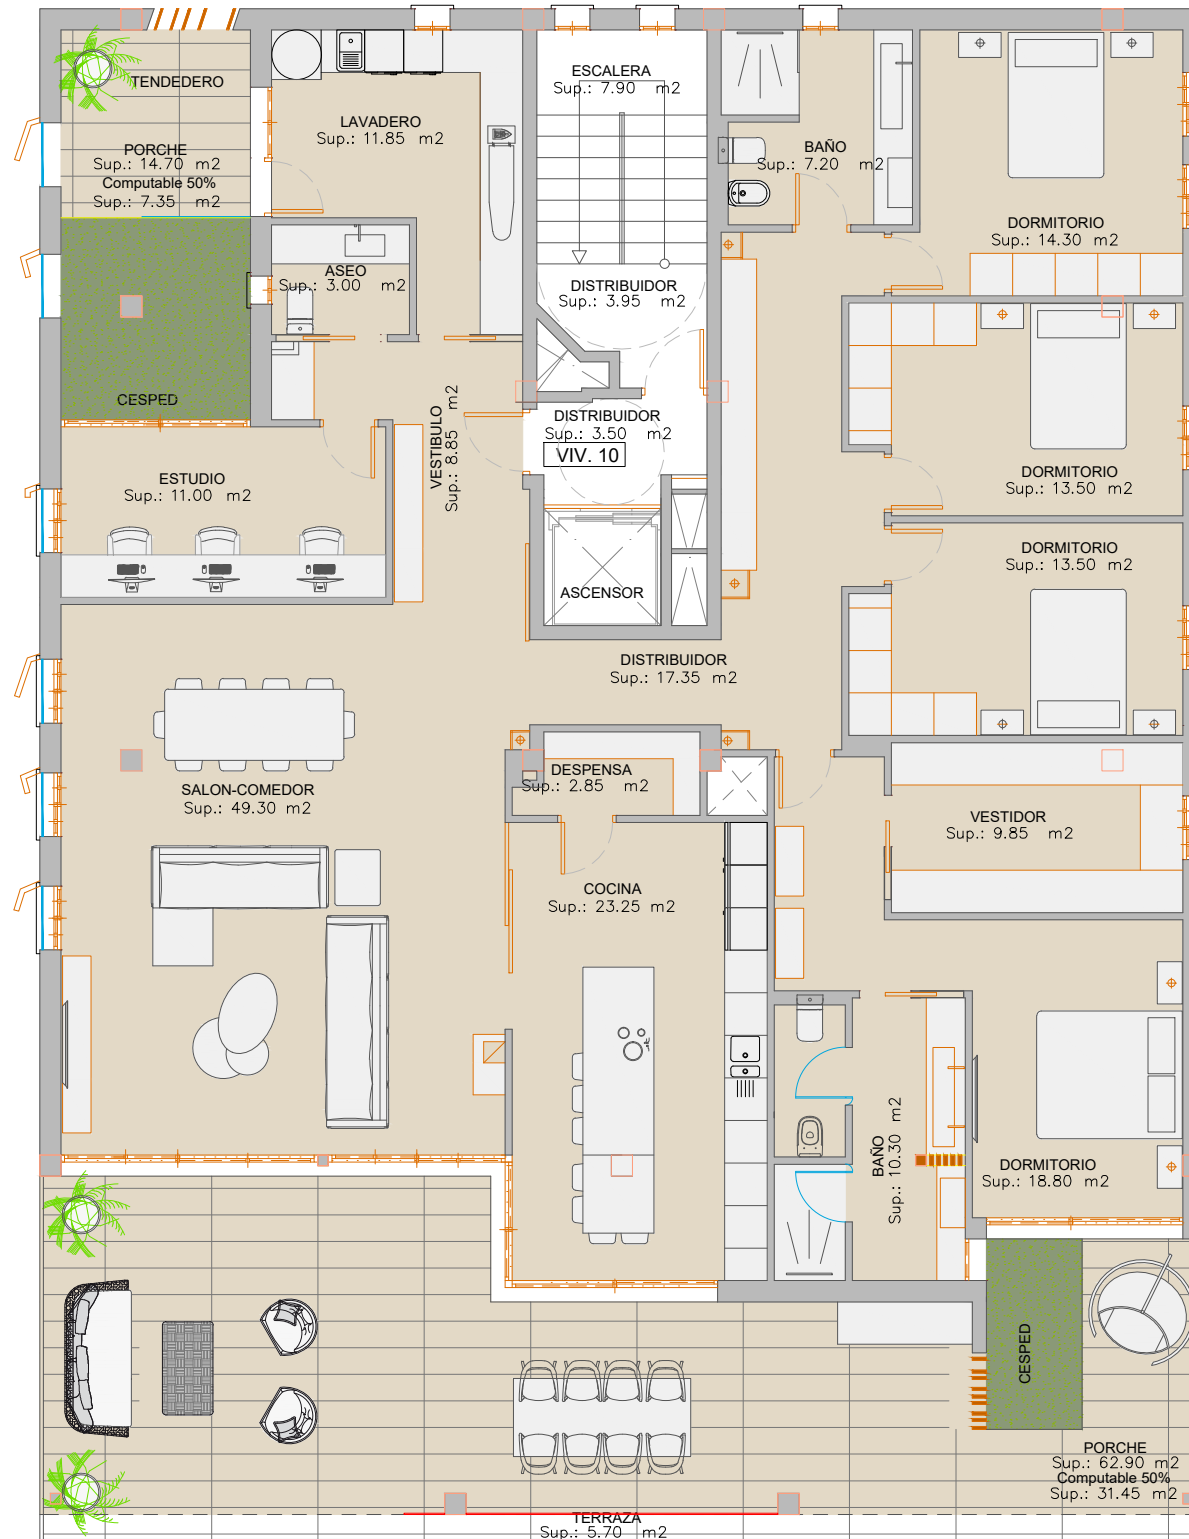 TENDEDERO
PORCHE
Sup.: 14.70 m2
Computable 50%
Sup.: 7.35 m2
LAVADERO
Sup.: 11.85 m2
ESCALERA
Sup.: 7.90 m2
BAÑO
Sup.: 7.20 m2
DORMITORIO
Sup.: 14.30 m2
ASEO
Sup.: 3.00 m2
DISTRIBUIDOR
Sup.: 3.95 m2
CESPED
VESTIBULO
Sup.: 8.85 m2
DISTRIBUIDOR
Sup.: 3.50 m2
VIV. 10
ESTUDIO
Sup.: 11.00 m2
DORMITORIO
Sup.: 13.50 m2
DORMITORIO
Sup.: 13.50 m2
ASCENSOR
DISTRIBUIDOR
Sup.: 17.35 m2
SALON-COMEDOR
Sup.: 49.30 m2
DESPENSA
Sup.: 2.85 m2
VESTIDOR
Sup.: 9.85 m2
COCINA
Sup.: 23.25 m2
BAÑO
Sup.: 10.30 m2
DORMITORIO
Sup.: 18.80 m2
CESPED
PORCHE
Sup.: 62.90 m2
Computable 50%
Sup.: 31.45 m2
TERRAZA
Sup.: 5.70 m2